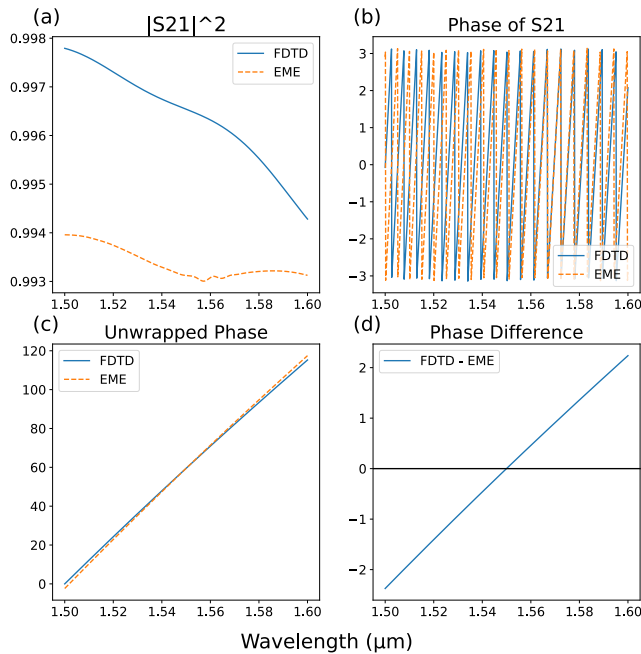 (a)
|S21|^2
FDTD
EME
0.998
0.997
0.996
0.995
0.994
0.993
1.50 1.52 1.54 1.56 1.58 1.60
(b)
Phase of S21
3
2
1
0
−1
−2
−3
FDTD
EME
1.50 1.52 1.54 1.56 1.58 1.60
(c)
Unwrapped Phase
FDTD
EME
120
100
80
60
40
20
0
1.50 1.52 1.54 1.56 1.58 1.60
(d)
Phase Difference
FDTD - EME
2
1
0
−1
−2
1.50 1.52 1.54 1.56 1.58 1.60
Wavelength (μm)